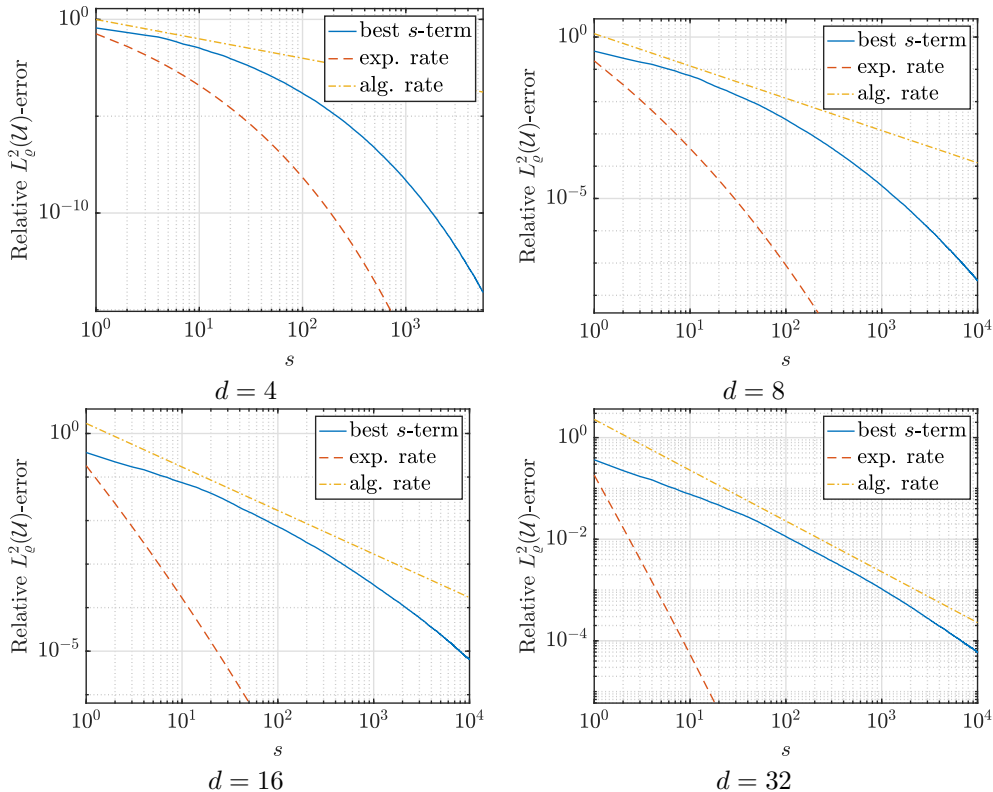 10^0
10^{-10}
Relative L^2_ϱ(𝒰)-error
best s-term
exp. rate
alg. rate
10^0 10^1 10^2 10^3
s
d = 4
10^0
10^{-5}
Relative L^2_ϱ(𝒰)-error
best s-term
exp. rate
alg. rate
10^0 10^1 10^2 10^3 10^4
s
d = 8
10^0
10^{-5}
Relative L^2_ϱ(𝒰)-error
best s-term
exp. rate
alg. rate
10^0 10^1 10^2 10^3 10^4
s
d = 16
10^0
10^{-2}
10^{-4}
Relative L^2_ϱ(𝒰)-error
best s-term
exp. rate
alg. rate
10^0 10^1 10^2 10^3 10^4
s
d = 32